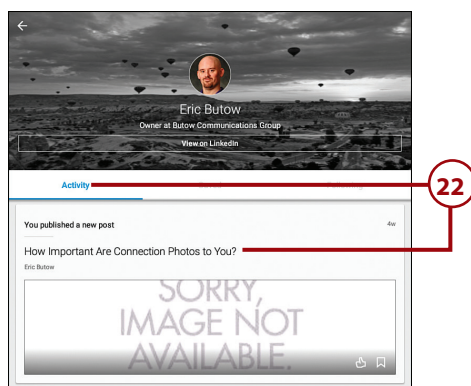 Eric Butow
Owner at Butow Communications Group
View on LinkedIn
Activity
22
You published a new post
4w
How Important Are Connection Photos to You?
Eric Butow
SORRY,
IMAGE NOT
AVAILABLE.